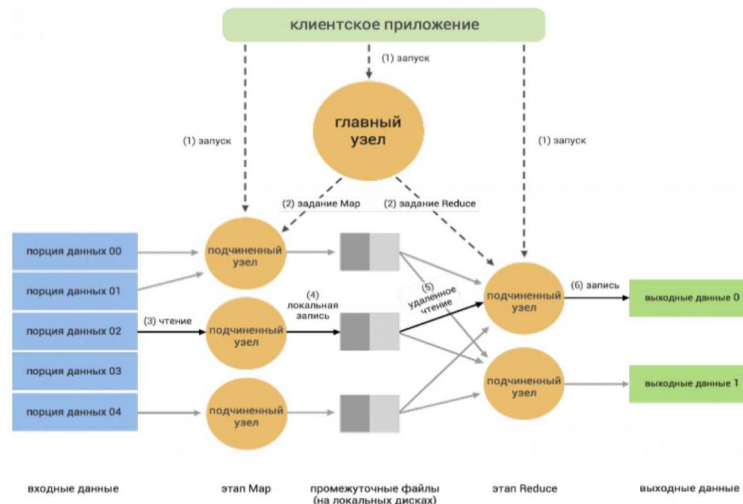 клиентское приложение
(1) запуск
главный
узел
(1) запуск
(1) запуск
(2) задание Map
(2) задание Reduce
порция данных 00
порция данных 01
порция данных 02
порция данных 03
порция данных 04
(3) чтение
подчиненный
узел
подчиненный
узел
подчиненный
узел
(4)
локальная
запись
(5)
удаленное
чтение
подчиненный
узел
подчиненный
узел
(6) запись
выходные данные 0
выходные данные 1
входные данные
этап Map
промежуточные файлы
(на локальных дисках)
этап Reduce
выходные данные